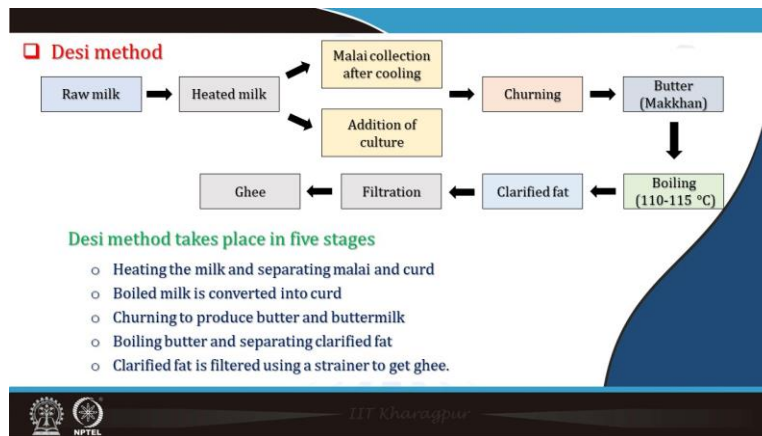 Desi method
Raw milk
Heated milk
Malai collection
after cooling
Addition of
culture
Churning
Butter
(Makkhan)
Boiling
(110-115 °C)
Clarified fat
Filtration
Ghee
Desi method takes place in five stages
Heating the milk and separating malai and curd
Boiled milk is converted into curd
Churning to produce butter and buttermilk
Boiling butter and separating clarified fat
Clarified fat is filtered using a strainer to get ghee.
NPTEL
IIT Kharagpur